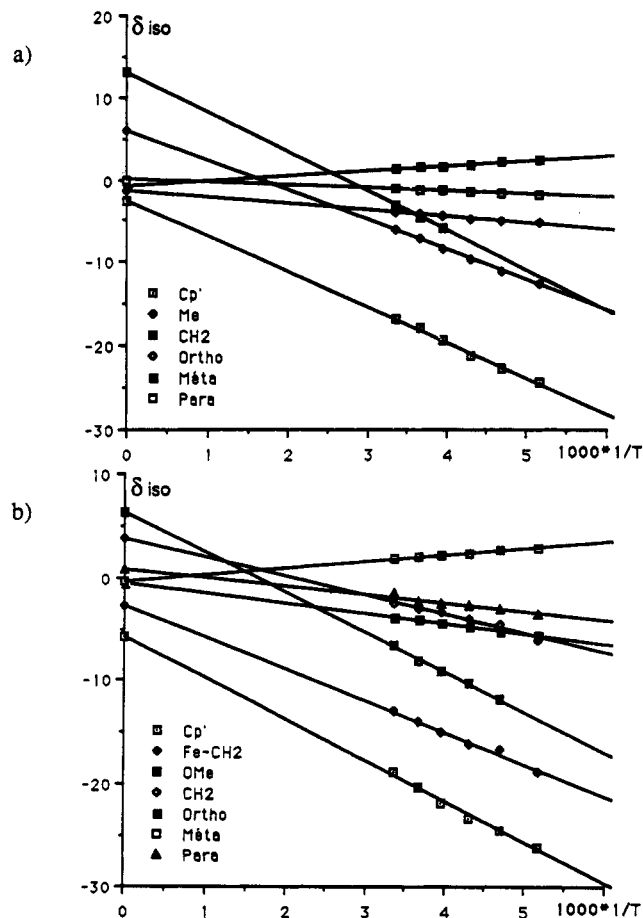 a)
δ iso
20
10
0
-10
-20
-30
Cp'
Me
CH2
Ortho
Méta
Para
0 1 2 3 4 5 1000*1/T
b)
δ iso
10
0
-10
-20
-30
Cp'
Fe-CH2
OMe
CH2
Ortho
Méta
Para
0 1 2 3 4 5 1000*1/T